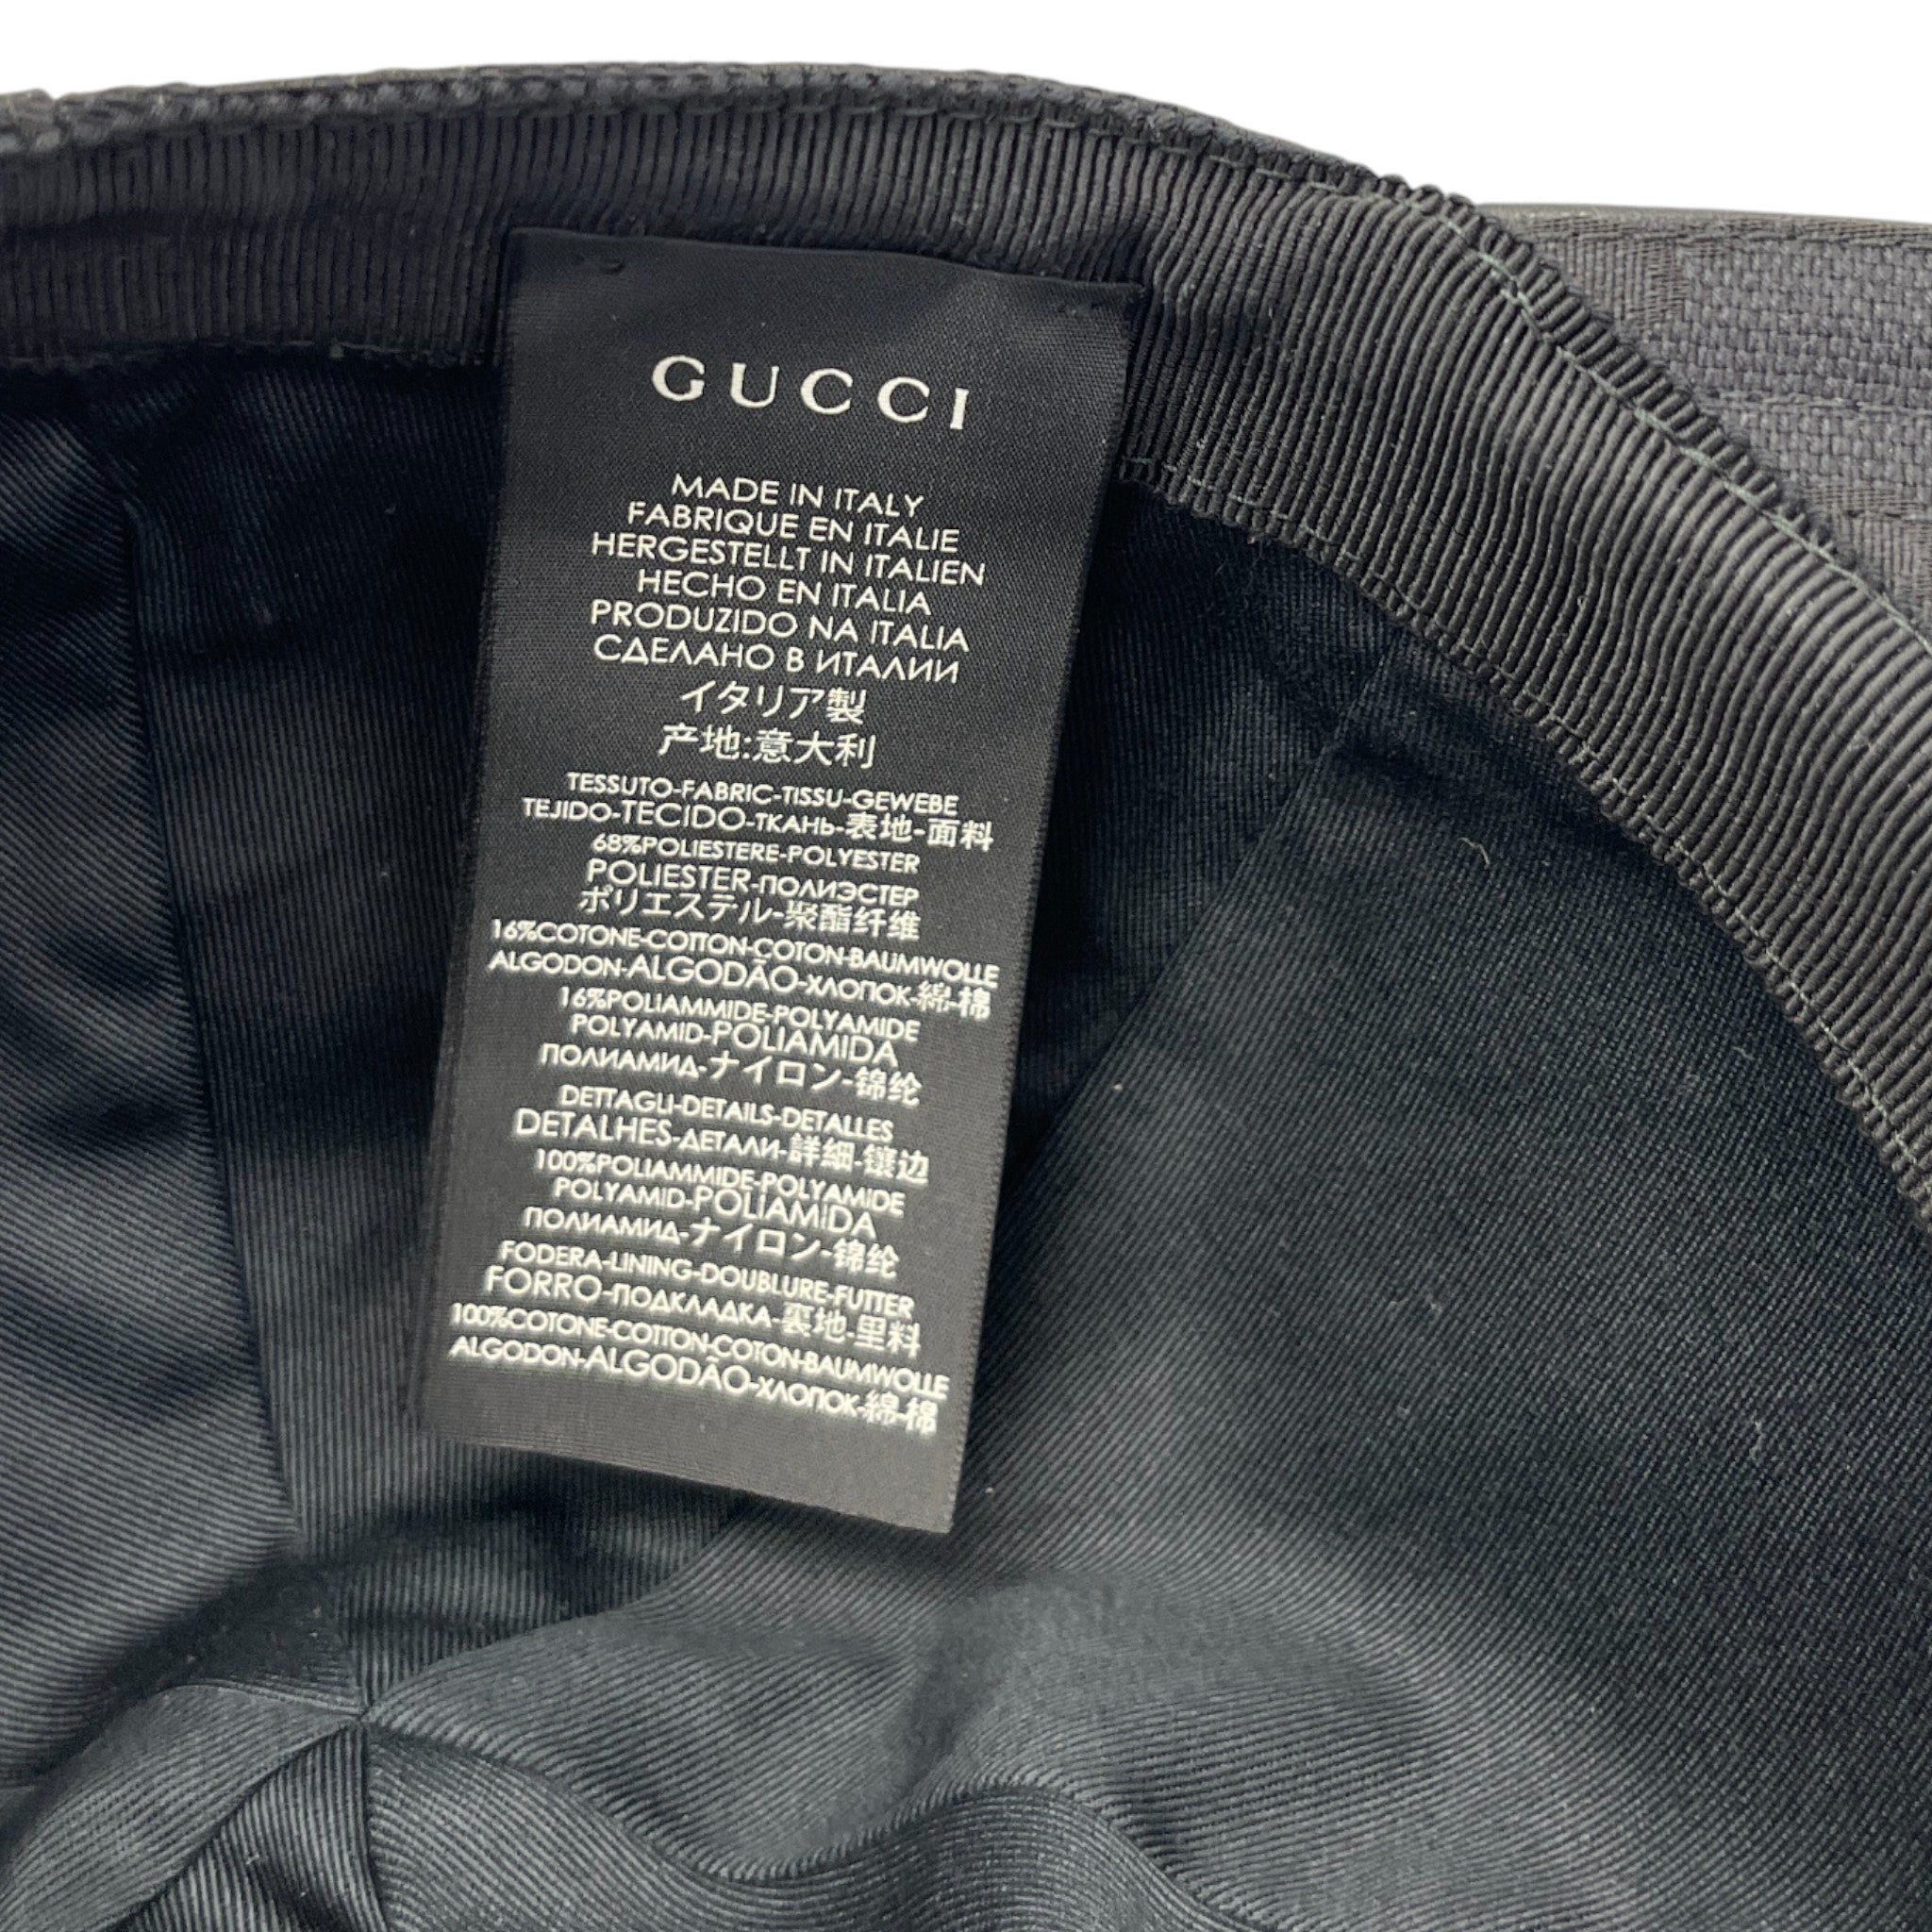 GUCCI
MADE IN ITALY
FABRIQUE EN ITALIE
HERGESTELLT IN ITALIEN
HECHO EN ITALIA
PRODUZIDO NA ITALIA
СДЕЛАНО В ИТАЛИИ
イタリア製
产地:意大利
TESSUTO-FABRIC-TISSU-GEWEBE
TEJIDO-TECIDO-ТКАНЬ-表地-面料
68%POLIESTERE-POLYESTER
POLIESTER-ПОЛИЭСТЕР
ポリエステル-聚酯纤维
16%COTONE-COTTON-COTON-BAUMWOLLE
ALGODON-ALGODÃO-ХЛОПОК-綿-棉
16%POLIAMMIDE-POLYAMIDE
POLYAMID-POLIAMIDA
ПОЛИАМИД-ナイロン-锦纶
DETTAGLI-DETAILS-DETALLES
DETALHES-ДЕТАЛИ-詳細-镶边
100%POLIAMMIDE-POLYAMIDE
POLYAMID-POLIAMIDA
ПОЛИАМИД-ナイロン-锦纶
FODERA-LINING-DOUBLURE-FUTTER
FORRO-ПОДКЛАДКА-裏地-里料
100%COTONE-COTTON-COTON-BAUMWOLLE
ALGODON-ALGODÃO-ХЛОПОК-綿-棉